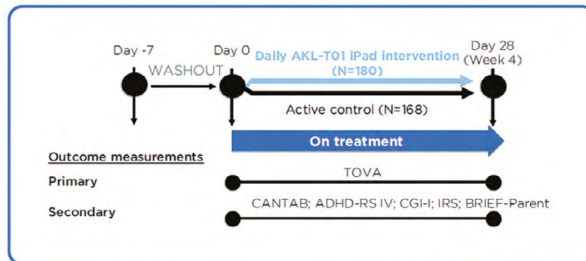 Day -7
Day 0
Daily AKL-T01 iPad intervention
(N=180)
Day 28
(Week 4)
WASHOUT
Active control (N=168)
On treatment
Outcome measurements
Primary
TOVA
Secondary
CANTAB; ADHD-RS IV; CGI-I; IRS; BRIEF-Parent